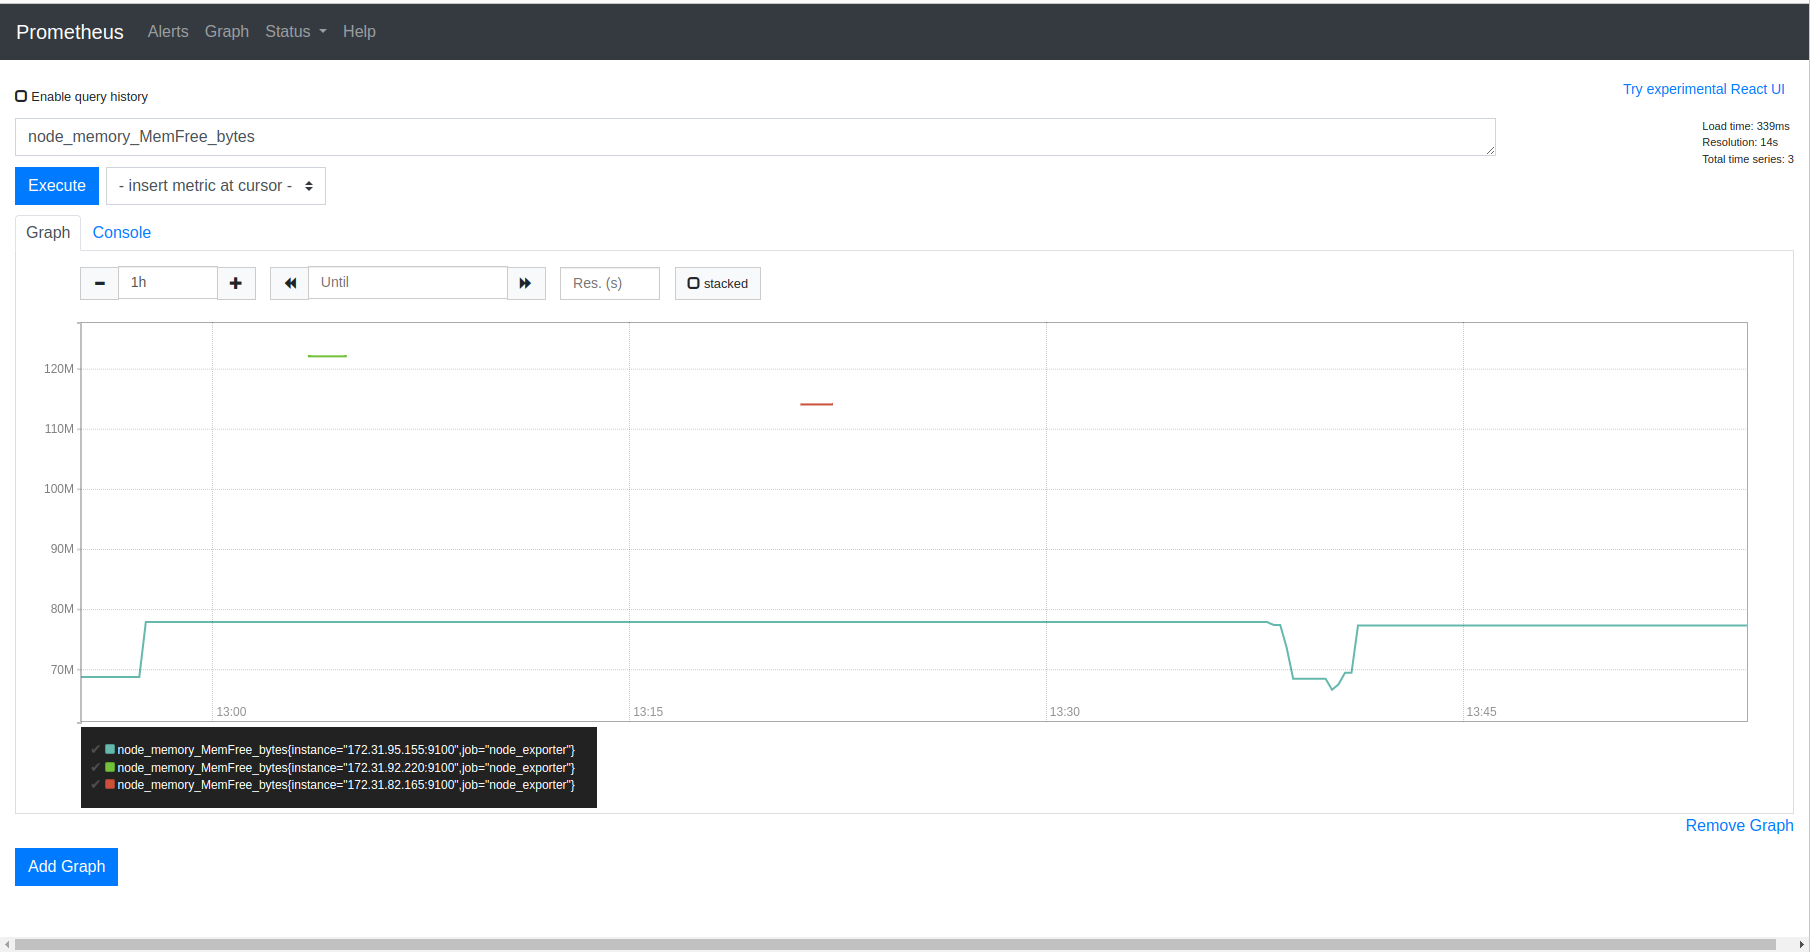 Prometheus Alerts Graph Status Help
Enable query history
Try experimental React UI
node_memory_MemFree_bytes
Load time: 339ms
Resolution: 14s
Total time series: 3
Execute - insert metric at cursor -
Graph Console
1h Until Res. (s) stacked
120M
110M
100M
90M
80M
70M
13:00 13:15 13:30 13:45
node_memory_MemFree_bytes{instance="172.31.95.155:9100",job="node_exporter"}
node_memory_MemFree_bytes{instance="172.31.92.220:9100",job="node_exporter"}
node_memory_MemFree_bytes{instance="172.31.82.165:9100",job="node_exporter"}
Remove Graph
Add Graph